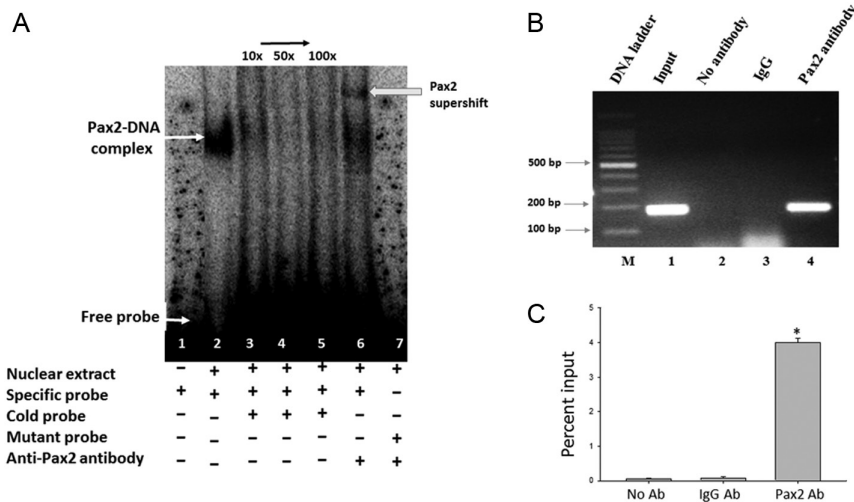 A
10x 50x 100x
Pax2
supershift
Pax2-DNA
complex
Free probe
1 2 3 4 5 6 7
Nuclear extract – + + + + + +
Specific probe + + + + + + –
Cold probe – – + + + – –
Mutant probe – – – – – – +
Anti-Pax2 antibody – – – – – + +
B
DNA ladder
Input
No antibody
IgG
Pax2 antibody
500 bp
200 bp
100 bp
M 1 2 3 4
C
Percent input
5
4
3
2
1
0
*
No Ab IgG Ab Pax2 Ab